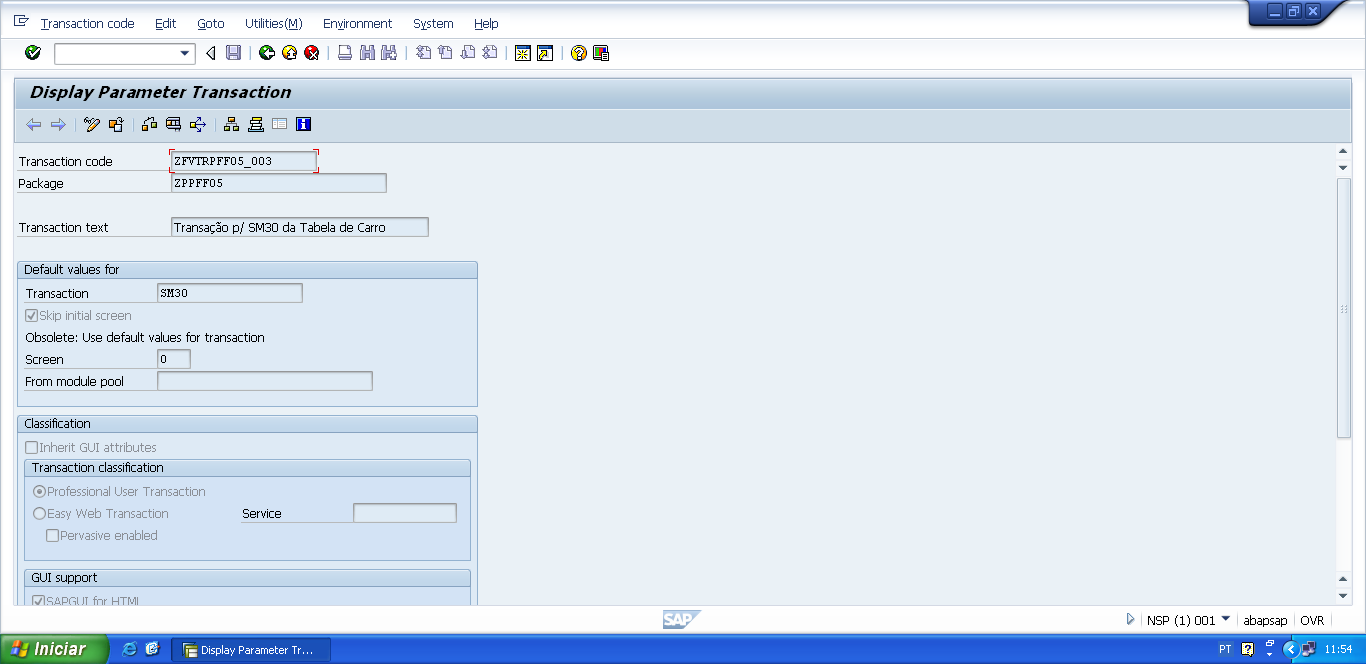 Transaction code Edit Goto Utilities(M) Environment System Help
Display Parameter Transaction
Transaction code ZFVTRPFF05_003
Package ZPPFF05
Transaction text Transação p/ SM30 da Tabela de Carro
Default values for
Transaction SM30
Skip initial screen
Obsolete: Use default values for transaction
Screen 0
From module pool
Classification
Inherit GUI attributes
Transaction classification
Professional User Transaction
Easy Web Transaction Service
Pervasive enabled
GUI support
SAPGUI for HTML
SAP NSP (1) 001 abapsap OVR
Iniciar Display Parameter Tr... PT 11:54